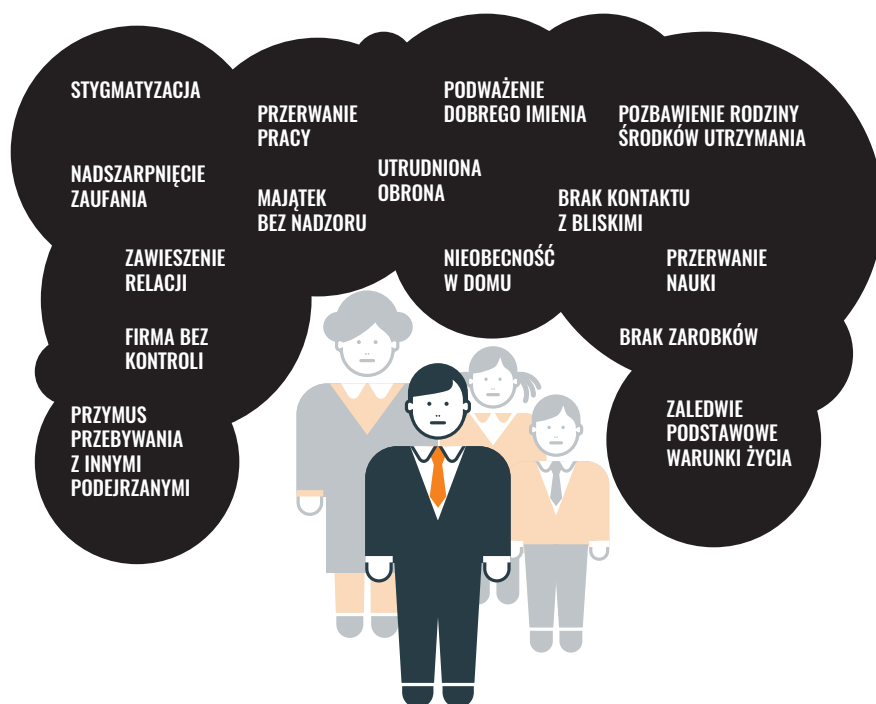 STYGMATYZACJA
PRZERWANIE
PRACY
PODWAŻENIE
DOBREGO IMIENIA
POZBAWIENIE RODZINY
ŚRODKÓW UTRZYMANIA
NADSZARPNIĘCIE
ZAUFANIA
MAJĄTEK
BEZ NADZORU
UTRUDNIONA
OBRONA
BRAK KONTAKTU
Z BLISKIMI
ZAWIESZENIE
RELACJI
NIEOBECNOŚĆ
W DOMU
PRZERWANIE
NAUKI
FIRMA BEZ
KONTROLI
BRAK ZAROBKÓW
PRZYMUS
PRZEBYWANIA
Z INNYMI
PODEJRZANYMI
ZALEDWIE
PODSTAWOWE
WARUNKI ŻYCIA